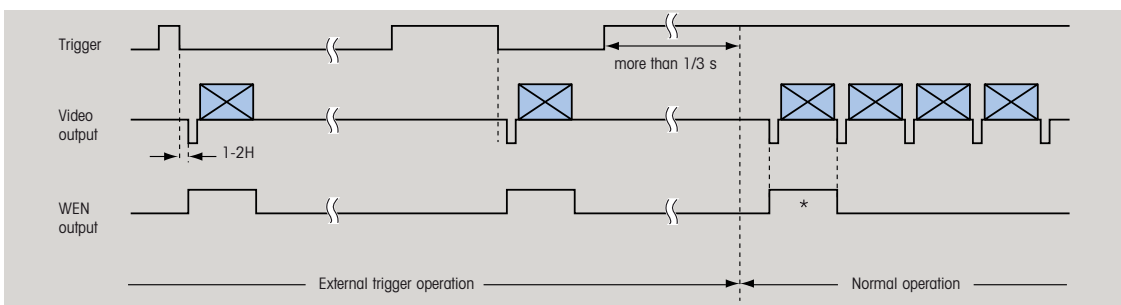 Trigger
more than 1/3 s
Video
output
1-2H
WEN
output
*
External trigger operation
Normal operation